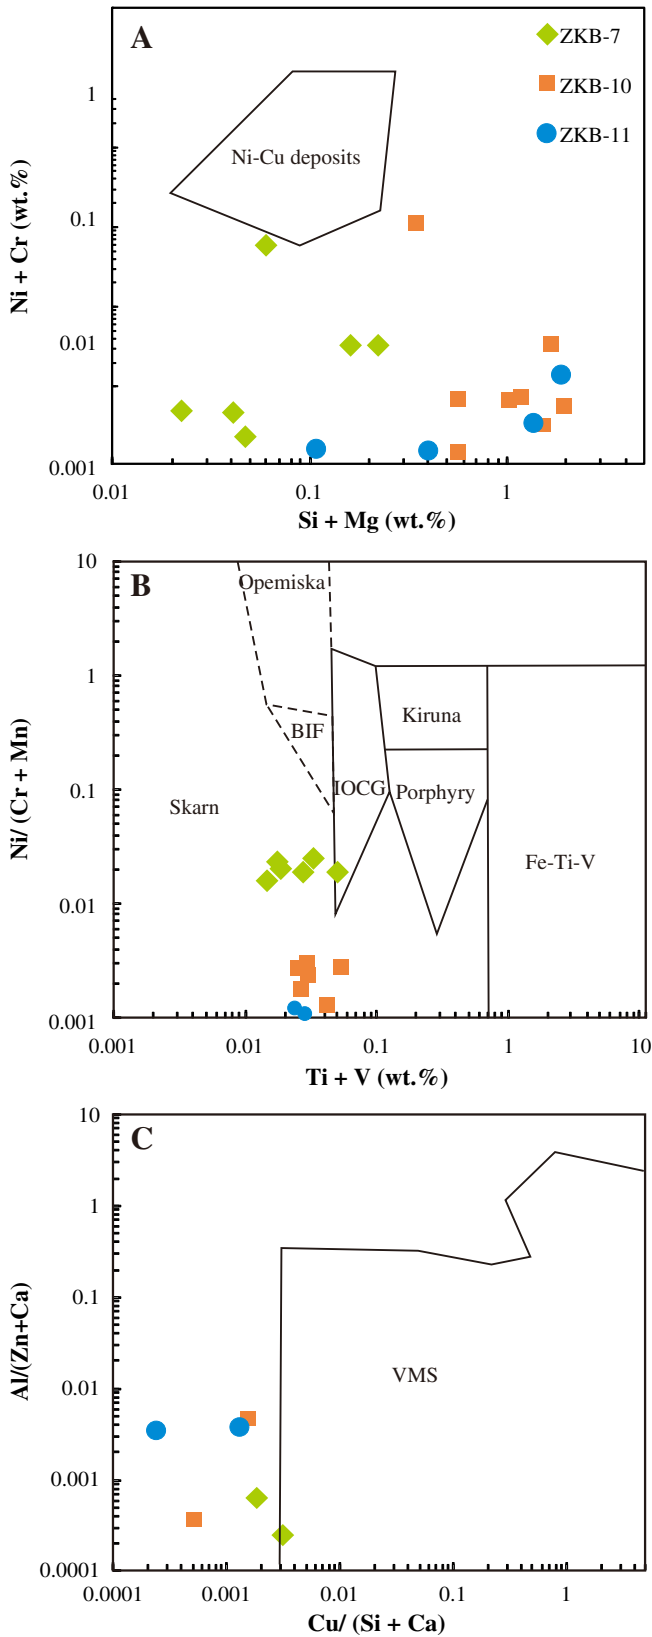 A
ZKB-7
ZKB-10
ZKB-11
Ni-Cu deposits
Ni + Cr (wt.%)
1
0.1
0.01
0.001
0.01
0.1
1
Si + Mg (wt.%)
B
10
1
0.1
0.01
0.001
Ni/ (Cr + Mn)
Opemiska
BIF
Kiruna
IOCG
Porphyry
Skarn
Fe-Ti-V
0.001
0.01
0.1
1
10
Ti + V (wt.%)
C
10
1
0.1
0.01
0.001
0.0001
Al/(Zn+Ca)
VMS
0.0001
0.001
0.01
0.1
1
Cu/ (Si + Ca)